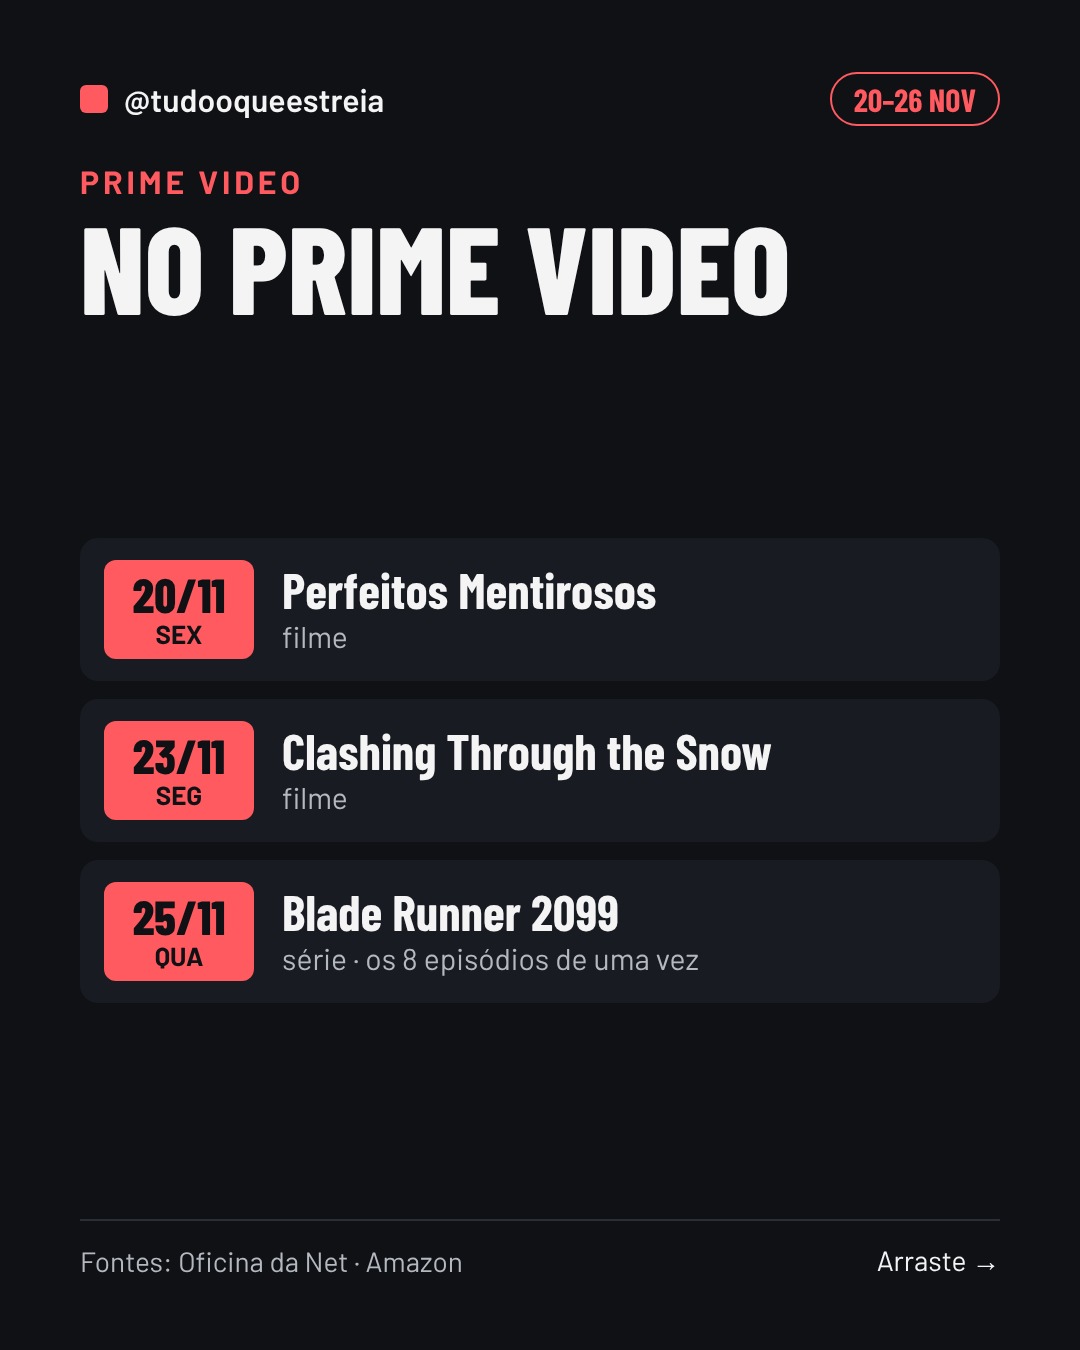 @tudooqueestreia
20–26 NOV
PRIME VIDEO
NO PRIME VIDEO
20/11
SEX
Perfeitos Mentirosos
filme
23/11
SEG
Clashing Through the Snow
filme
25/11
QUA
Blade Runner 2099
série · os 8 episódios de uma vez
Fontes: Oficina da Net · Amazon
Arraste →